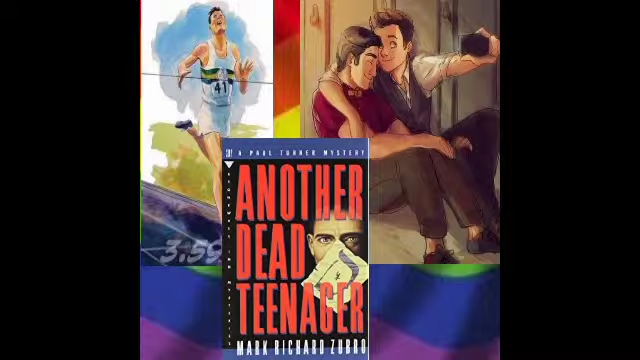 41
3:59
A PAUL TURNER MYSTERY
ANOTHER
DEAD
TEENAGER
MARK RICHARD ZUBRO